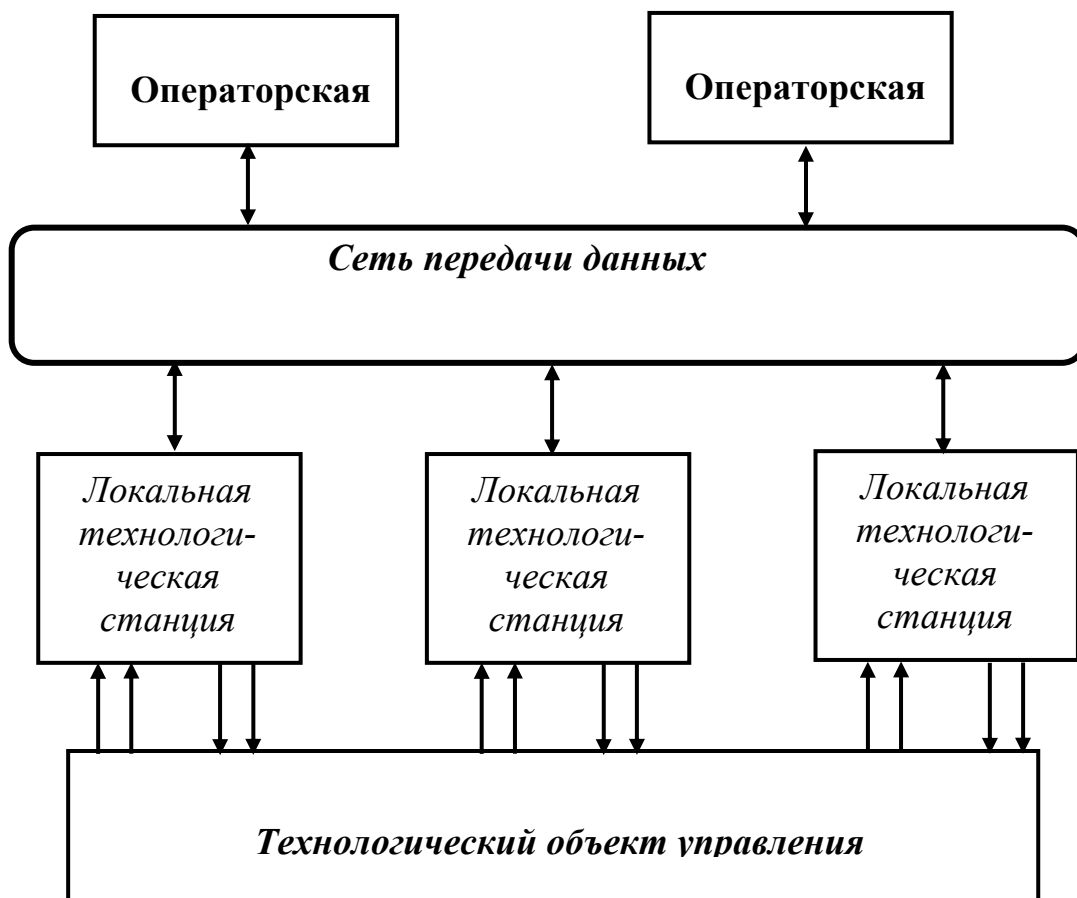 Операторская
Операторская
Сеть передачи данных
Локальная
технологи-
ческая
станция
Локальная
технологи-
ческая
станция
Локальная
технологи-
ческая
станция
Технологический объект управления